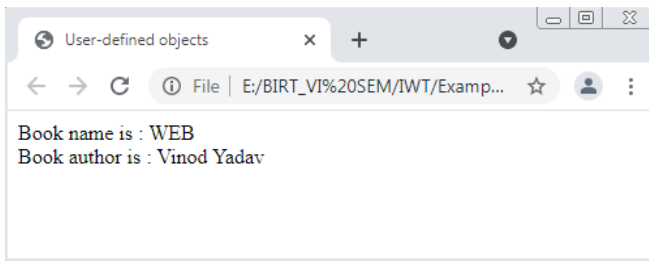 User-defined objects
File | E:/BIRT_VI%20SEM/IWT/Examp...
Book name is : WEB
Book author is : Vinod Yadav